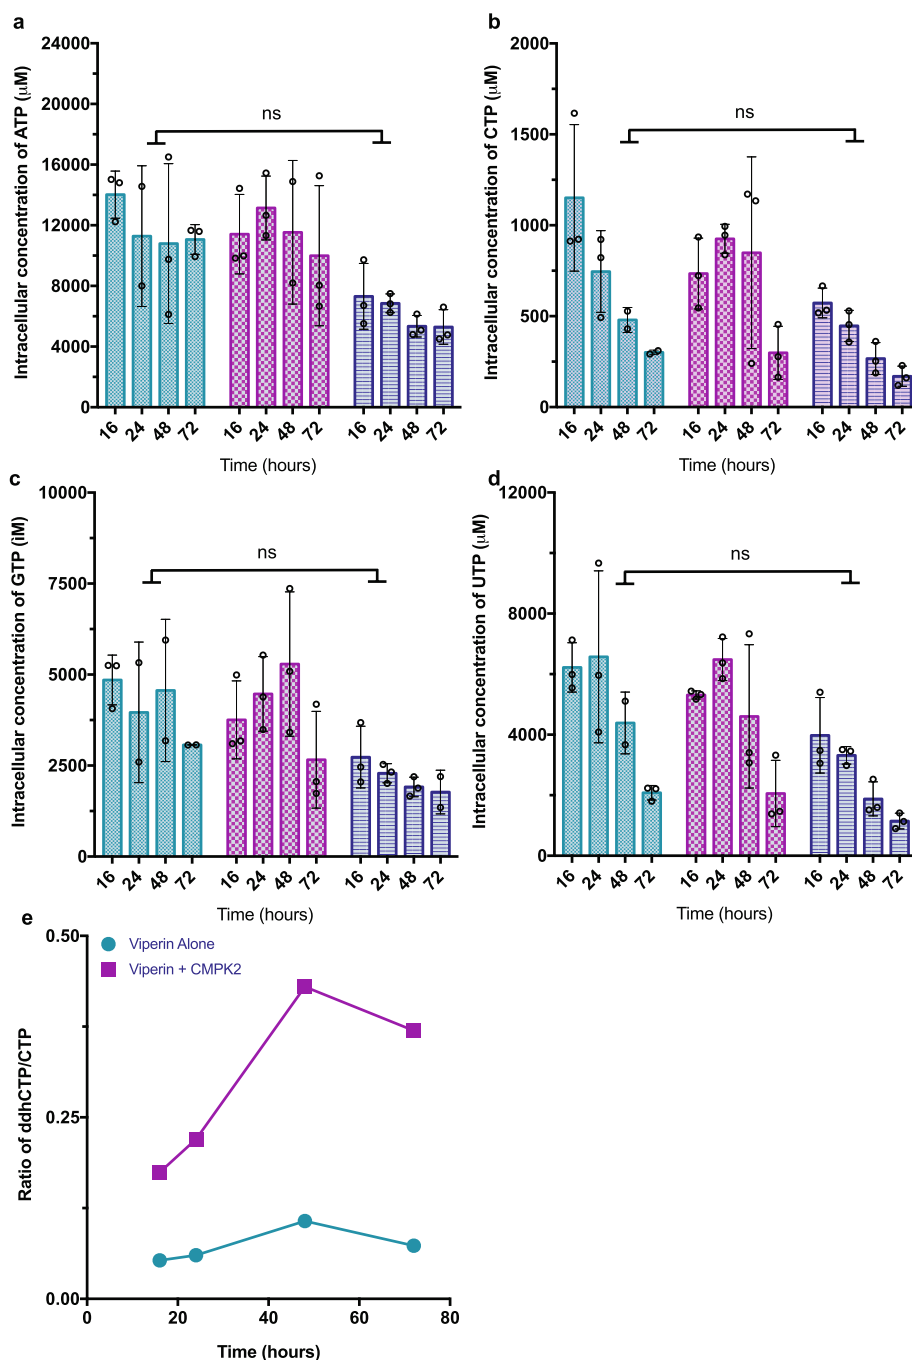 a
Intracellular concentration of ATP (μM)
24000
20000
16000
12000
8000
4000
0
ns
16 24 48 72 16 24 48 72 16 24 48 72
Time (hours)
b
Intracellular concentration of CTP (μM)
2000
1500
1000
500
0
ns
16 24 48 72 16 24 48 72 16 24 48 72
Time (hours)
c
Intracellular concentration of GTP (iM)
10000
7500
5000
2500
0
ns
16 24 48 72 16 24 48 72 16 24 48 72
Time (hours)
d
Intracellular concentration of UTP (μM)
12000
8000
4000
0
ns
16 24 48 72 16 24 48 72 16 24 48 72
Time (hours)
e
Ratio of ddhCTP/CTP
0.50
0.25
0.00
Viperin Alone
Viperin + CMPK2
0 20 40 60 80
Time (hours)